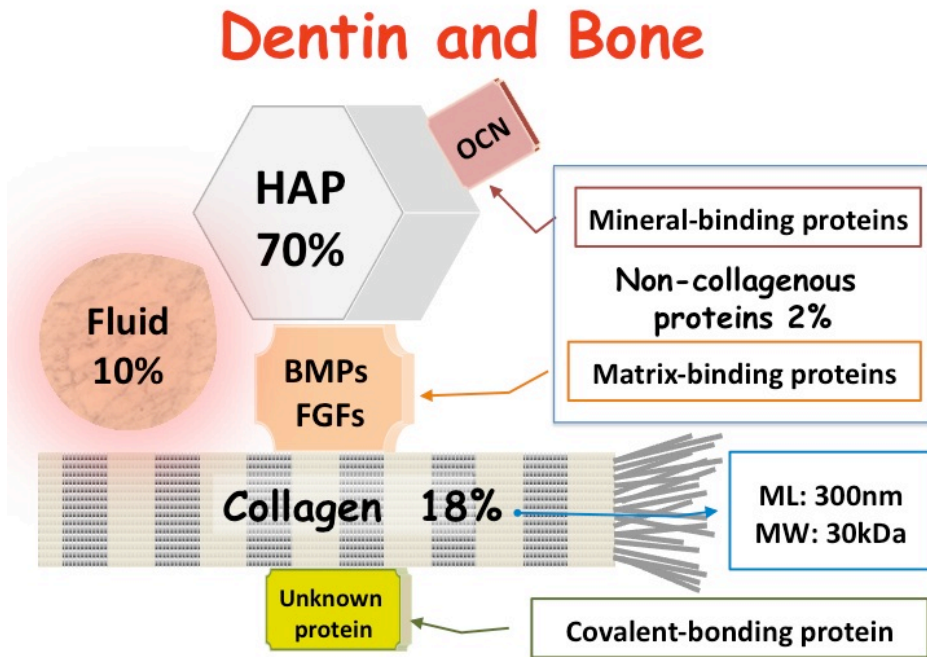 Dentin and Bone
OCN
HAP
70%
Mineral-binding proteins
Non-collagenous
proteins 2%
Matrix-binding proteins
Fluid
10%
BMPs
FGFs
Collagen 18%
ML: 300nm
MW: 30kDa
Unknown
protein
Covalent-bonding protein